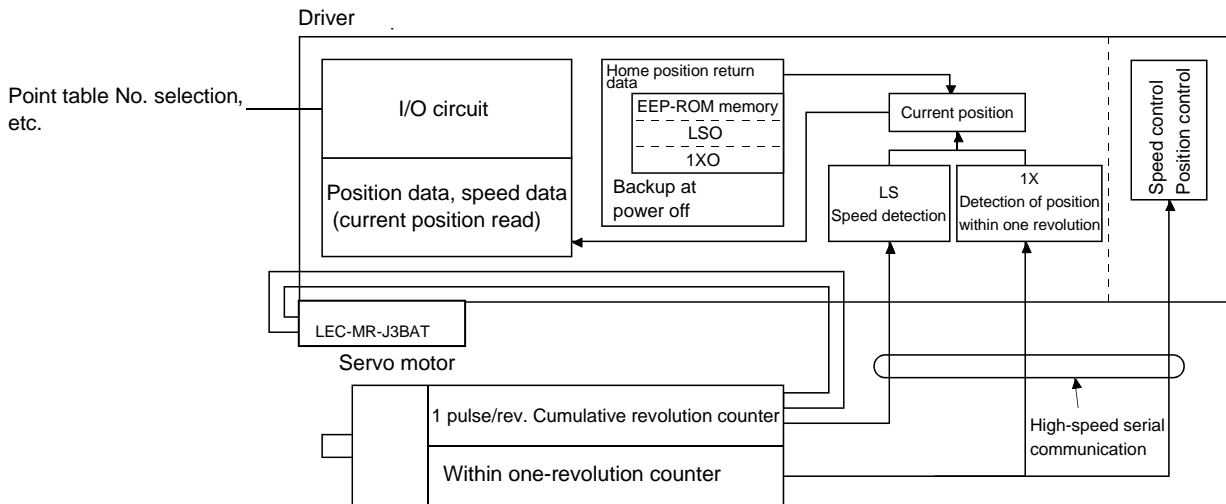 Driver
Point table No. selection,
etc.
I/O circuit
Position data, speed data
(current position read)
Home position return
data
EEP-ROM memory
LSO
1XO
Backup at
power off
Current position
LS
Speed detection
1X
Detection of position
within one revolution
Speed control
Position control
LEC-MR-J3BAT
Servo motor
1 pulse/rev. Cumulative revolution counter
Within one-revolution counter
High-speed serial
communication